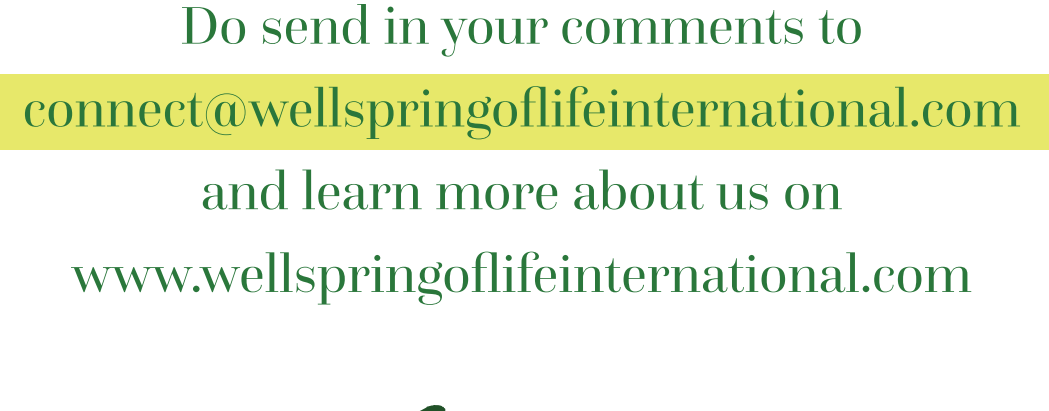 Do send in your comments to
connect@wellspringoflifeinternational.com
and learn more about us on
www.wellspringoflifeinternational.com